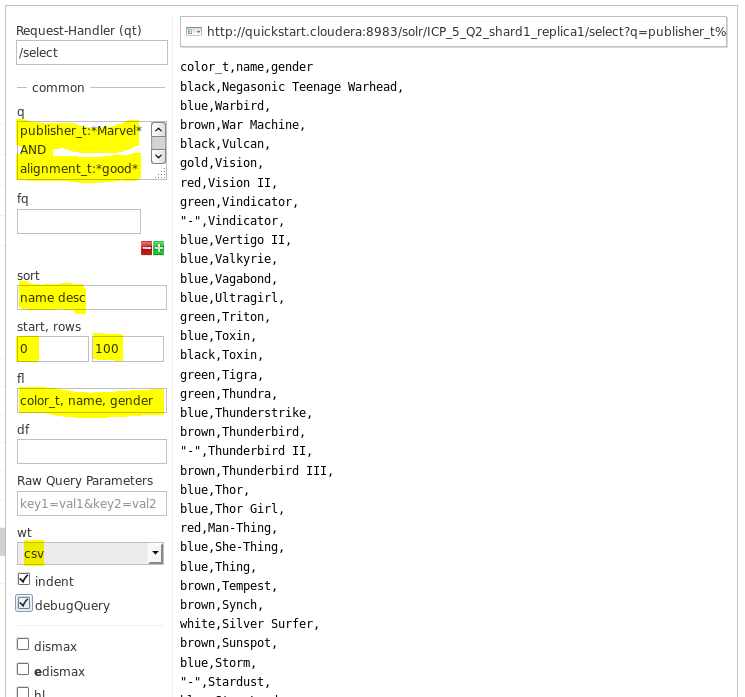 Request-Handler (qt)
/select
common
q
publisher_t:*Marvel*
AND
alignment_t:*good*
fq
sort
name desc
start, rows
0 100
fl
color_t, name, gender
df
Raw Query Parameters
key1=val1&key2=val2
wt
csv
indent
debugQuery
dismax
edismax
hl
http://quickstart.cloudera:8983/solr/ICP_5_Q2_shard1_replica1/select?q=publisher_t%
color_t,name,gender
black,Negasonic Teenage Warhead,
blue,Warbird,
brown,War Machine,
black,Vulcan,
gold,Vision,
red,Vision II,
green,Vindicator,
"-",Vindicator,
blue,Vertigo II,
blue,Valkyrie,
blue,Vagabond,
blue,Ultragirl,
green,Triton,
blue,Toxin,
black,Toxin,
green,Tigra,
green,Thundra,
blue,Thunderstrike,
brown,Thunderbird,
"-",Thunderbird II,
brown,Thunderbird III,
blue,Thor,
blue,Thor Girl,
red,Man-Thing,
blue,She-Thing,
blue,Thing,
brown,Tempest,
brown,Synch,
white,Silver Surfer,
brown,Sunspot,
blue,Storm,
"-",Stardust,